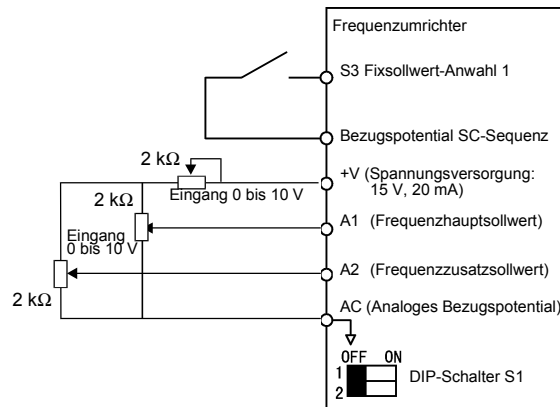 Frequenzumrichter
S3 Fixsollwert-Anwahl 1
Bezugspotential SC-Sequenz
2 kΩ
Eingang 0 bis 10 V
+V (Spannungsversorgung:
15 V, 20 mA)
2 kΩ
Eingang
0 bis 10 V
A1 (Frequenzhauptsollwert)
A2 (Frequenzzusatzsollwert)
2 kΩ
AC (Analoges Bezugspotential)
OFF ON
1
2
DIP-Schalter S1